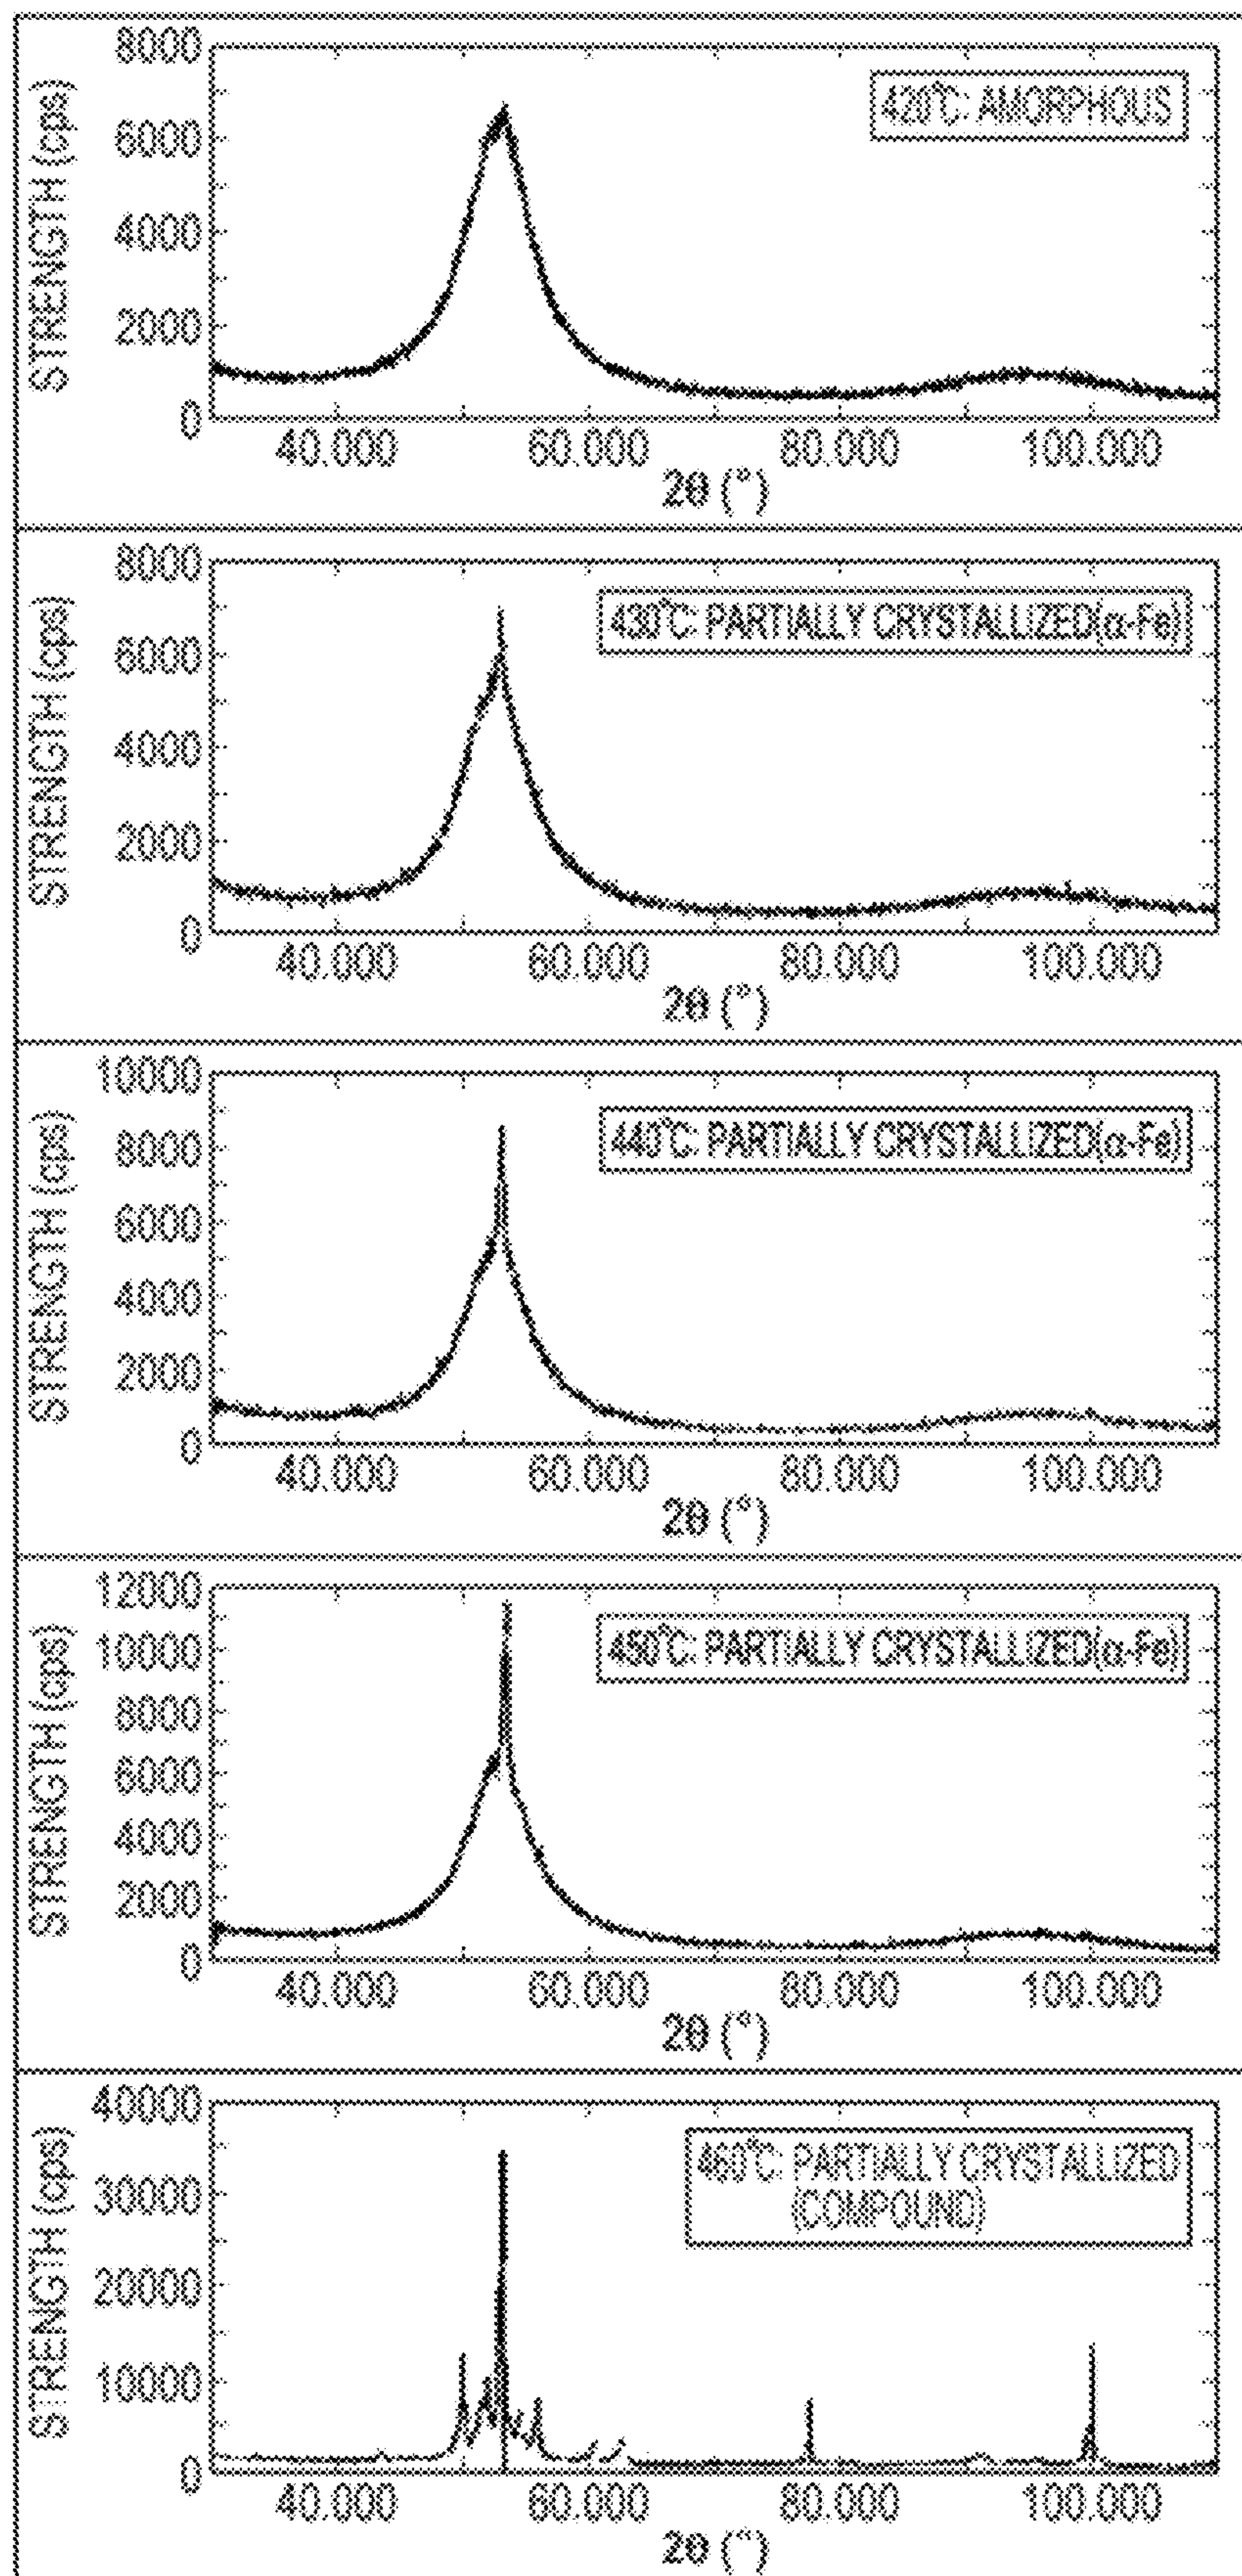 8000
6000
4000
2000
0
STRENGTH (cps)
420°C: AMORPHOUS
40.000 60.000 80.000 100.000
2θ (°)
8000
6000
4000
2000
0
STRENGTH (cps)
430°C: PARTIALLY CRYSTALLIZED(α-Fe)
40.000 60.000 80.000 100.000
2θ (°)
10000
8000
6000
4000
2000
0
STRENGTH (cps)
440°C: PARTIALLY CRYSTALLIZED(α-Fe)
40.000 60.000 80.000 100.000
2θ (°)
12000
10000
8000
6000
4000
2000
0
STRENGTH (cps)
450°C: PARTIALLY CRYSTALLIZED(α-Fe)
40.000 60.000 80.000 100.000
2θ (°)
40000
30000
20000
10000
0
STRENGTH (cps)
460°C: PARTIALLY CRYSTALLIZED
(COMPOUND)
40.000 60.000 80.000 100.000
2θ (°)